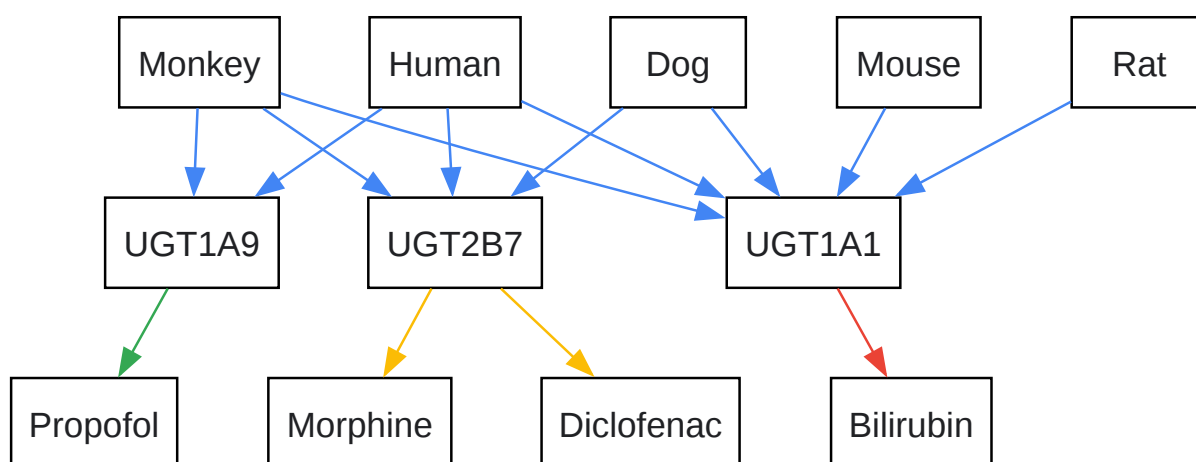 Monkey
Human
Dog
Mouse
Rat
UGT1A9
UGT2B7
UGT1A1
Propofol
Morphine
Diclofenac
Bilirubin